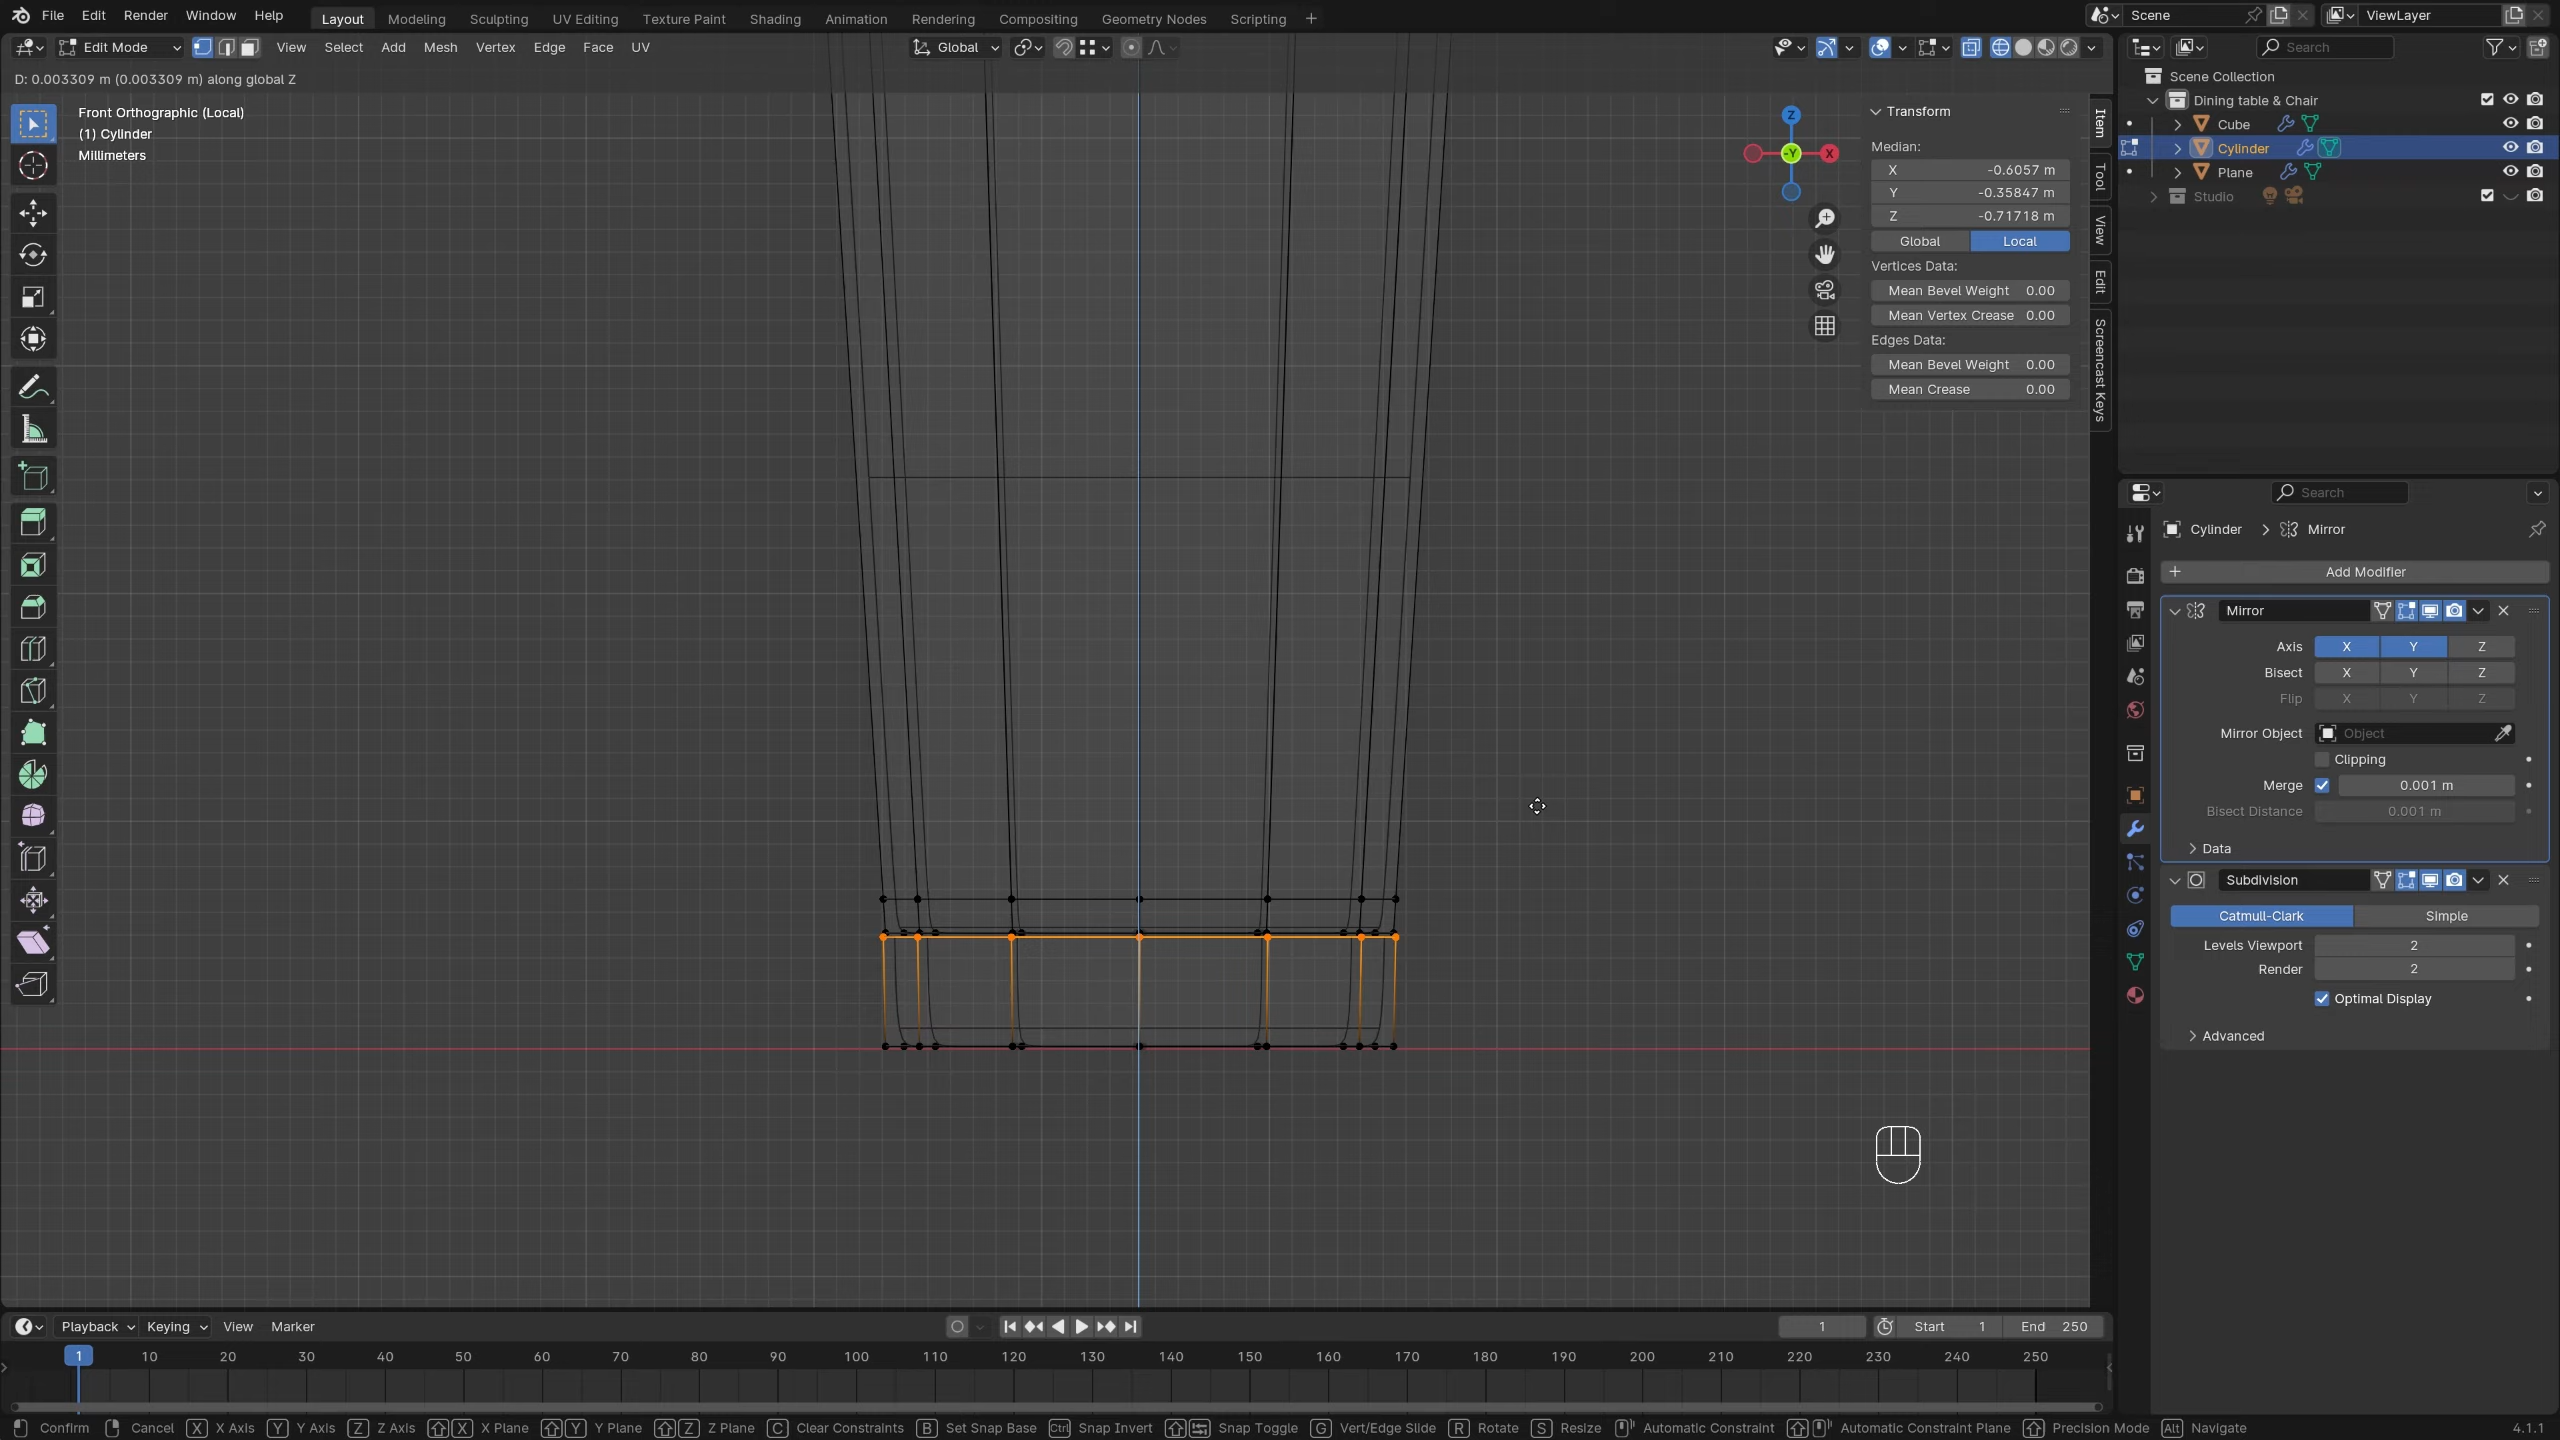 File Edit Render Window Help Layout Modeling Sculpting UV Editing Texture Paint Shading Animation Rendering Compositing Geometry Nodes Scripting + Scene ViewLayer
Edit Mode View Select Add Mesh Vertex Edge Face UV Global Search
D: 0.003309 m (0.003309 m) along global Z
Front Orthographic (Local)
(1) Cylinder
Millimeters
Z
-Y
X
Transform
Median:
X -0.6057 m
Y -0.35847 m
Z -0.71718 m
Global Local
Vertices Data:
Mean Bevel Weight 0.00
Mean Vertex Crease 0.00
Edges Data:
Mean Bevel Weight 0.00
Mean Crease 0.00
Item
Tool
View
Edit
Screencast Keys
Scene Collection
Dining table & Chair
Cube
Cylinder
Plane
Studio
Search
Cylinder > Mirror
+ Add Modifier
Mirror
Axis X Y Z
Bisect X Y Z
Flip X Y Z
Mirror Object Object
Clipping
Merge 0.001 m
Bisect Distance 0.001 m
Data
Subdivision
Catmull-Clark Simple
Levels Viewport 2
Render 2
Optimal Display
Advanced
Playback Keying View Marker 1 Start 1 End 250
1 10 20 30 40 50 60 70 80 90 100 110 120 130 140 150 160 170 180 190 200 210 220 230 240 250
Confirm Cancel X X Axis Y Y Axis Z Z Axis X X Plane Y Y Plane Z Z Plane C Clear Constraints B Set Snap Base Ctrl Snap Invert Snap Toggle G Vert/Edge Slide R Rotate S Resize Automatic Constraint Automatic Constraint Plane Precision Mode Alt Navigate 4.1.1